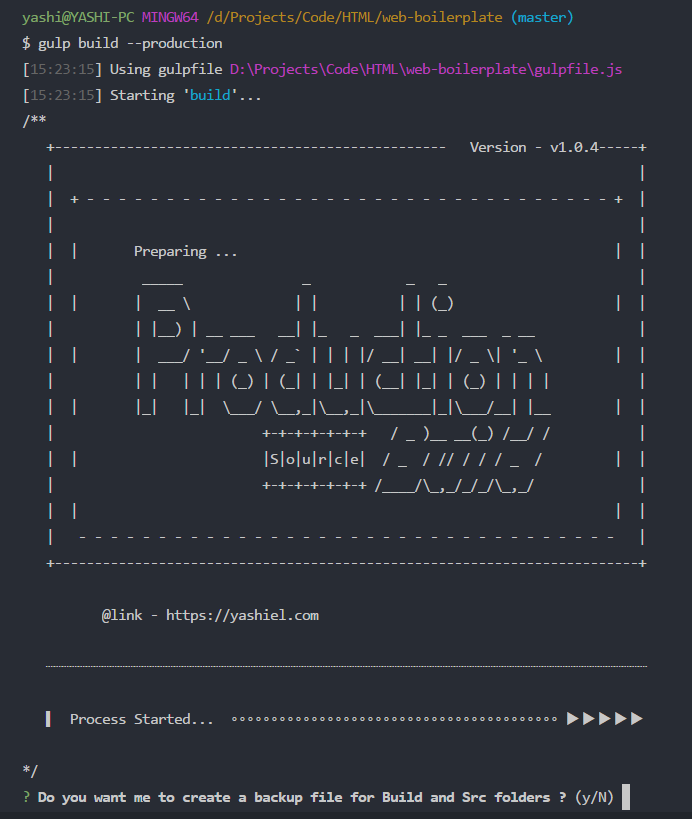 yashi@YASHI-PC MINGW64 /d/Projects/Code/HTML/web-boilerplate (master)
$ gulp build --production
[15:23:15] Using gulpfile D:\Projects\Code\HTML\web-boilerplate\gulpfile.js
[15:23:15] Starting 'build'...
/**
Version - v1.0.4
Preparing ...
Production
|S|o|u|r|c|e| Build
@link - https://yashiel.com
Process Started...
*/
? Do you want me to create a backup file for Build and Src folders ? (y/N)